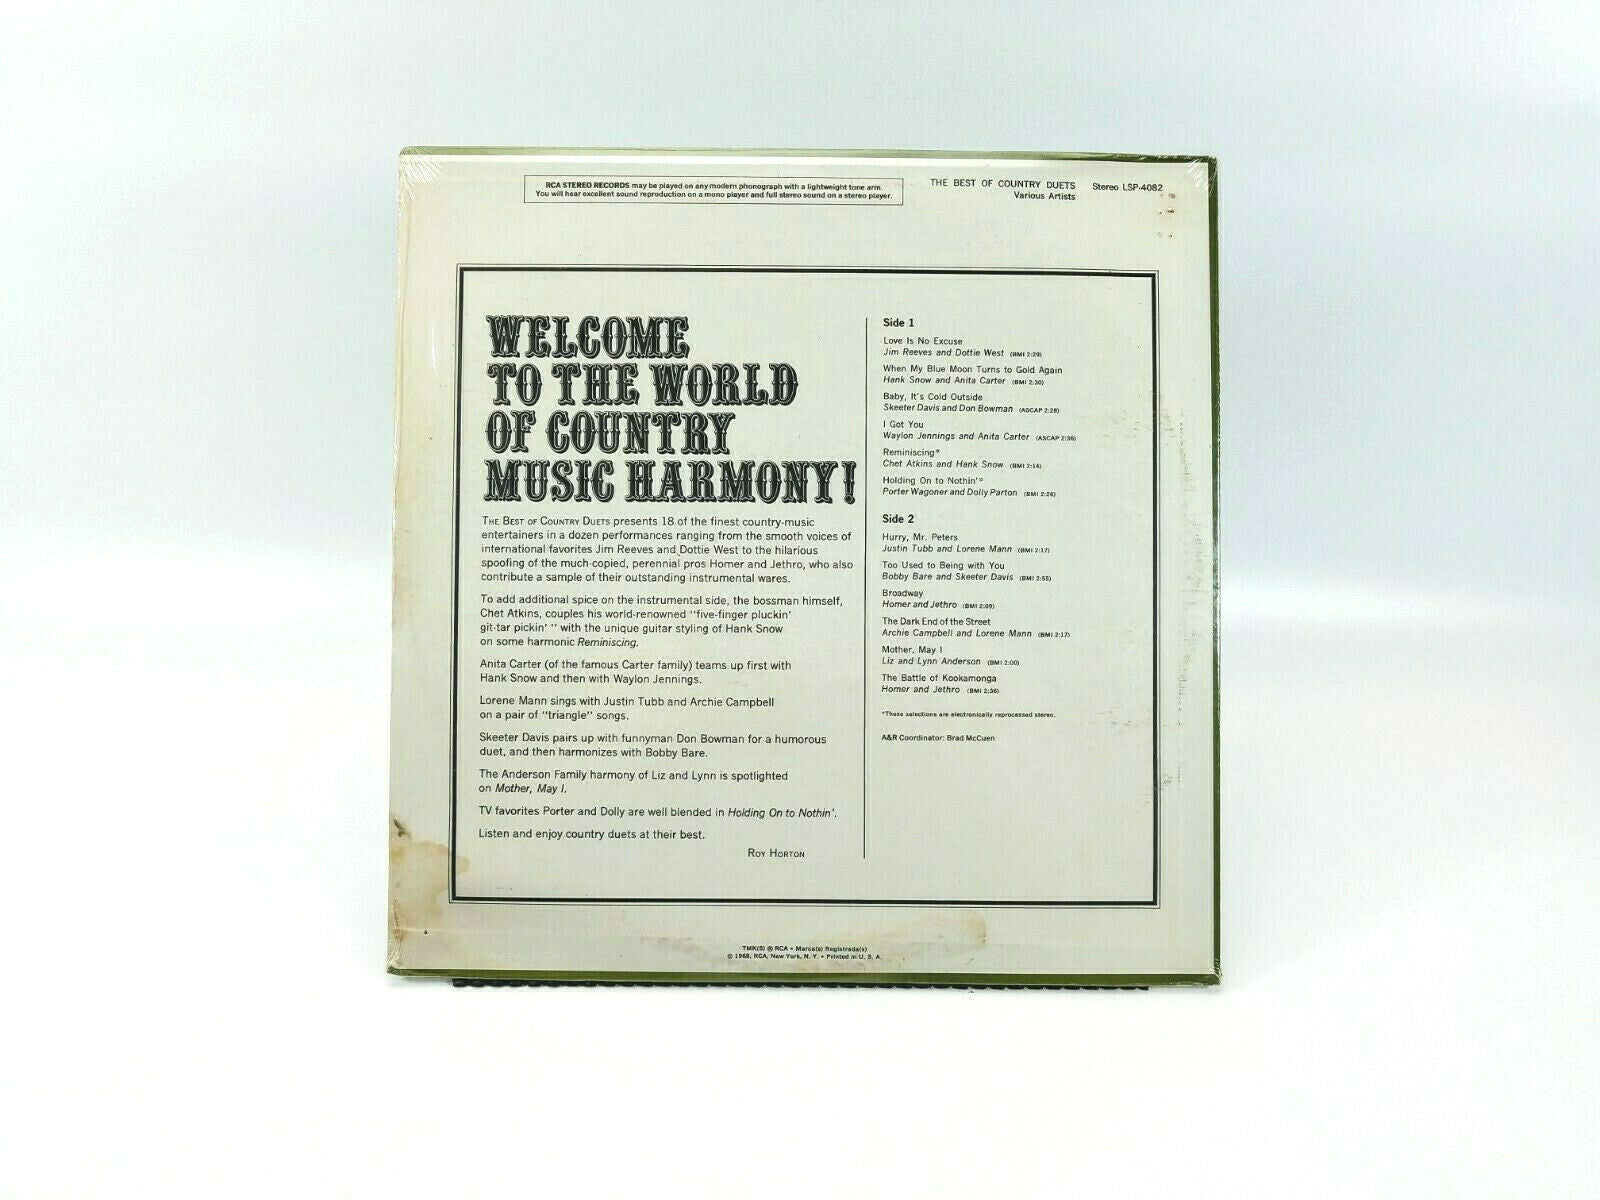 RCA STEREO RECORDS may be played on any modern phonograph with a lightweight tone arm.
You will hear excellent sound reproduction on a mono player and full stereo sound on a stereo player.
THE BEST OF COUNTRY DUETS Stereo LSP-4082
Various Artists
WELCOME
TO THE WORLD
OF COUNTRY
MUSIC HARMONY!
THE BEST OF COUNTRY DUETS presents 18 of the finest country-music
entertainers in a dozen performances ranging from the smooth voices of
international favorites Jim Reeves and Dottie West to the hilarious
spoofing of the much-copied, perennial pros Homer and Jethro, who also
contribute a sample of their outstanding instrumental wares.
To add additional spice on the instrumental side, the bossman himself,
Chet Atkins, couples his world-renowned "five-finger pluckin'
git-tar pickin' " with the unique guitar styling of Hank Snow
on some harmonic Reminiscing.
Anita Carter (of the famous Carter family) teams up first with
Hank Snow and then with Waylon Jennings.
Lorene Mann sings with Justin Tubb and Archie Campbell
on a pair of "triangle" songs.
Skeeter Davis pairs up with funnyman Don Bowman for a humorous
duet, and then harmonizes with Bobby Bare.
The Anderson Family harmony of Liz and Lynn is spotlighted
on Mother, May I.
TV favorites Porter and Dolly are well blended in Holding On to Nothin'.
Listen and enjoy country duets at their best.
ROY HORTON
Side 1
Love Is No Excuse
Jim Reeves and Dottie West (BMI 2:29)
When My Blue Moon Turns to Gold Again
Hank Snow and Anita Carter (BMI 2:30)
Baby, It's Cold Outside
Skeeter Davis and Don Bowman (ASCAP 2:28)
I Got You
Waylon Jennings and Anita Carter (ASCAP 2:36)
Reminiscing*
Chet Atkins and Hank Snow (BMI 2:14)
Holding On to Nothin'*
Porter Wagoner and Dolly Parton (BMI 2:26)
Side 2
Hurry, Mr. Peters
Justin Tubb and Lorene Mann (BMI 2:17)
Too Used to Being with You
Bobby Bare and Skeeter Davis (BMI 2:55)
Broadway
Homer and Jethro (BMI 2:09)
The Dark End of the Street
Archie Campbell and Lorene Mann (BMI 2:17)
Mother, May I
Liz and Lynn Anderson (BMI 2:00)
The Battle of Kookamonga
Homer and Jethro (BMI 2:36)
*These selections are electronically reprocessed stereo.
A&R Coordinator: Brad McCuen
TMK(S) ® RCA • Marca(s) Registrada(s)
© 1968, RCA, New York, N. Y. • Printed in U. S. A.